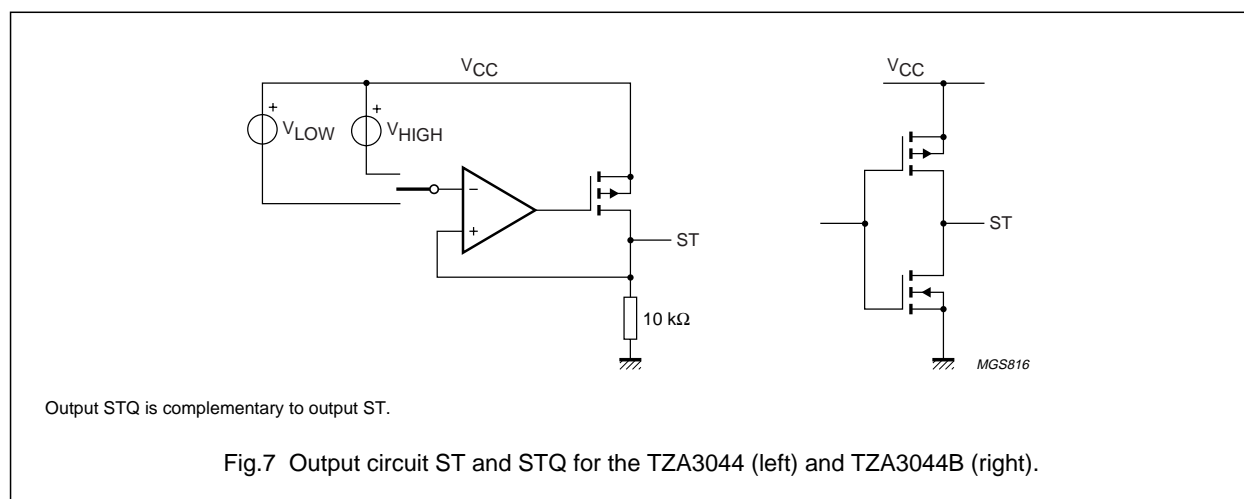 VCC
VLOW
VHIGH
−
+
ST
10 kΩ
VCC
ST
MGS816
Output STQ is complementary to output ST.
Fig.7 Output circuit ST and STQ for the TZA3044 (left) and TZA3044B (right).